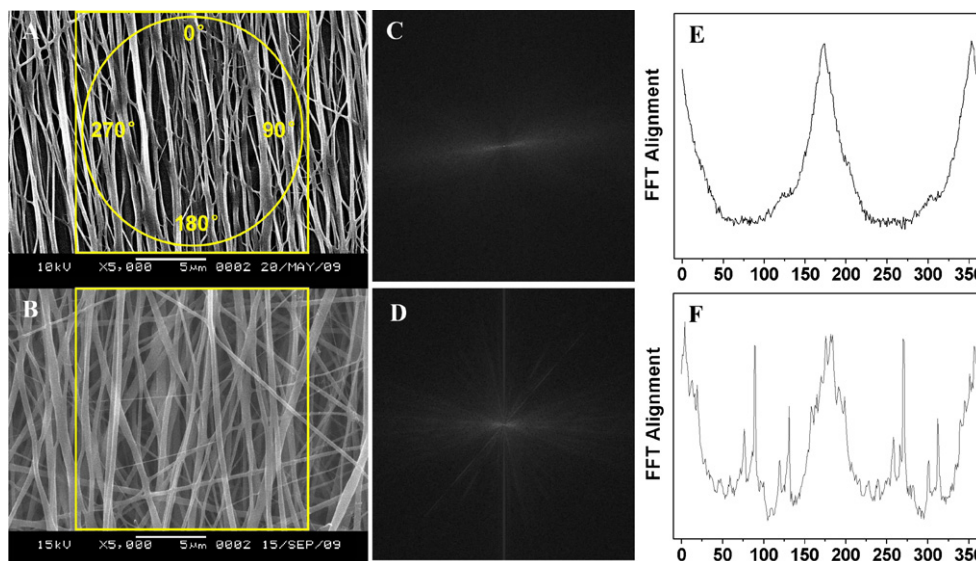 A
0°
270°
90°
180°
10kV X5,000 5µm 0002 20/MAY/09
B
15kV X5,000 5µm 0002 15/SEP/09
C
D
E
FFT Alignment
0 50 100 150 200 250 300 350
F
FFT Alignment
0 50 100 150 200 250 300 350